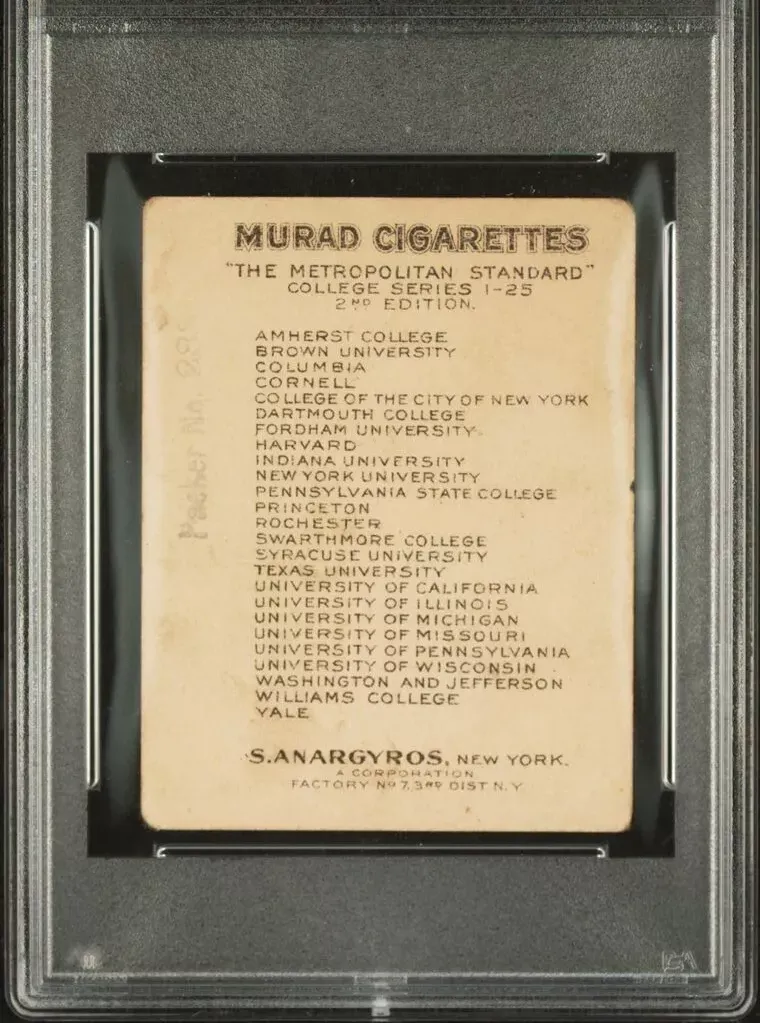 MURAD CIGARETTES
"THE METROPOLITAN STANDARD"
COLLEGE SERIES 1-25
2ND EDITION.
AMHERST COLLEGE
BROWN UNIVERSITY
COLUMBIA
CORNELL
COLLEGE OF THE CITY OF NEW YORK
DARTMOUTH COLLEGE
FORDHAM UNIVERSITY
HARVARD
INDIANA UNIVERSITY
NEW YORK UNIVERSITY
PENNSYLVANIA STATE COLLEGE
PRINCETON
ROCHESTER
SWARTHMORE COLLEGE
SYRACUSE UNIVERSITY
TEXAS UNIVERSITY
UNIVERSITY OF CALIFORNIA
UNIVERSITY OF ILLINOIS
UNIVERSITY OF MICHIGAN
UNIVERSITY OF MISSOURI
UNIVERSITY OF PENNSYLVANIA
UNIVERSITY OF WISCONSIN
WASHINGTON AND JEFFERSON
WILLIAMS COLLEGE
YALE
S. ANARGYROS, NEW YORK.
A CORPORATION
FACTORY No 7, 3RD DIST N.Y